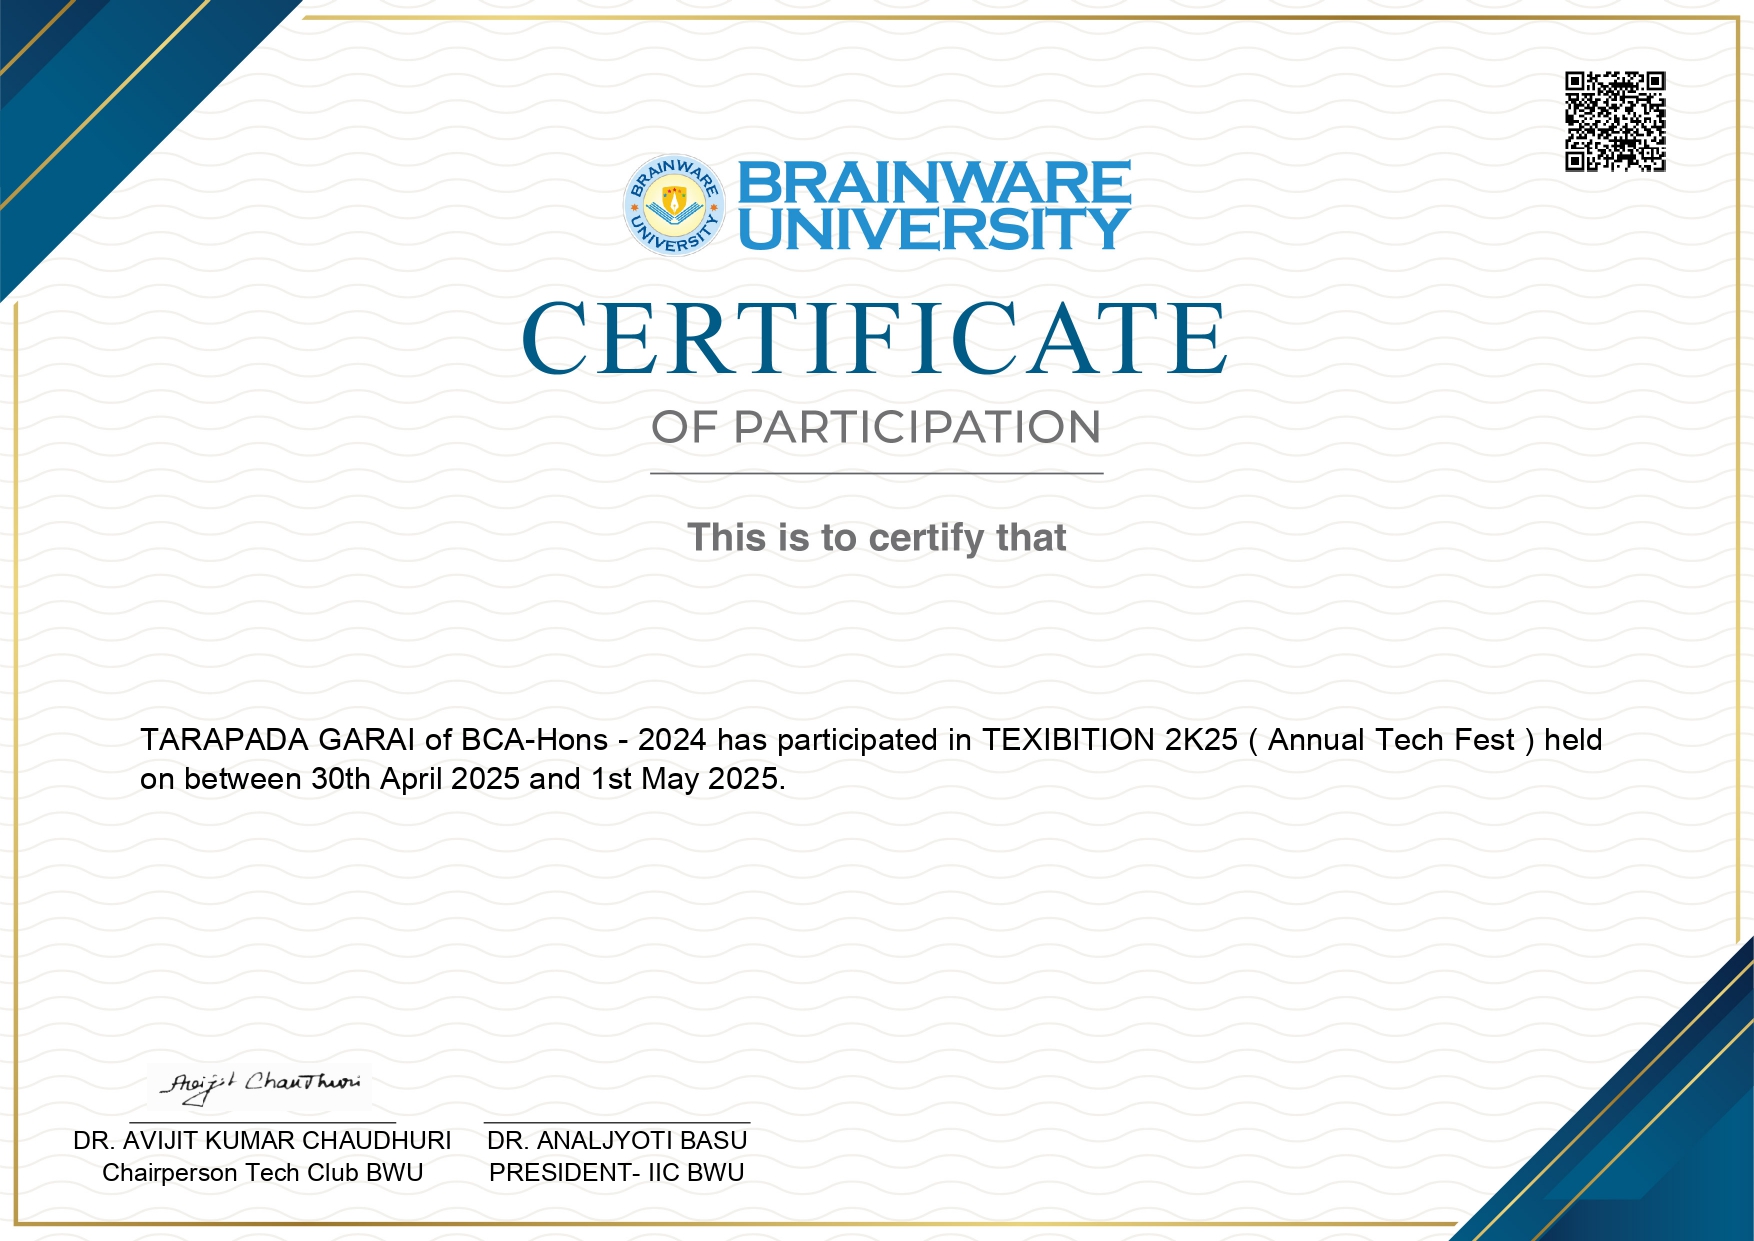 BRAINWARE
UNIVERSITY
BRAINWARE
UNIVERSITY
CERTIFICATE
OF PARTICIPATION
This is to certify that
TARAPADA GARAI of BCA-Hons - 2024 has participated in TEXIBITION 2K25 ( Annual Tech Fest ) held
on between 30th April 2025 and 1st May 2025.
Avijit Chaudhuri
DR. AVIJIT KUMAR CHAUDHURI
Chairperson Tech Club BWU
DR. ANALJYOTI BASU
PRESIDENT- IIC BWU